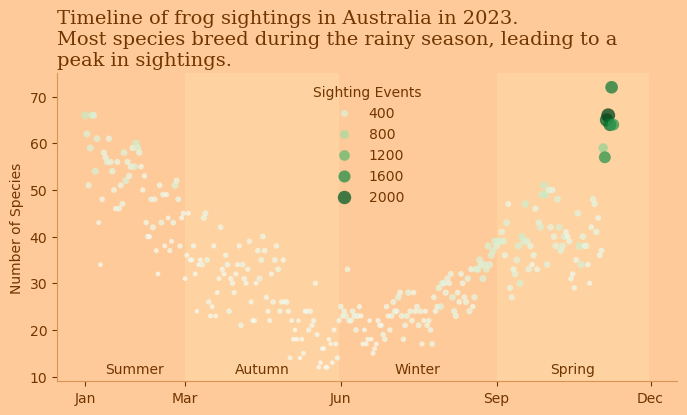 Timeline of frog sightings in Australia in 2023.
Most species breed during the rainy season, leading to a
peak in sightings.
Sighting Events
400
800
1200
1600
2000
Number of Species
70
60
50
40
30
20
10
Summer Autumn Winter Spring
Jan Mar Jun Sep Dec